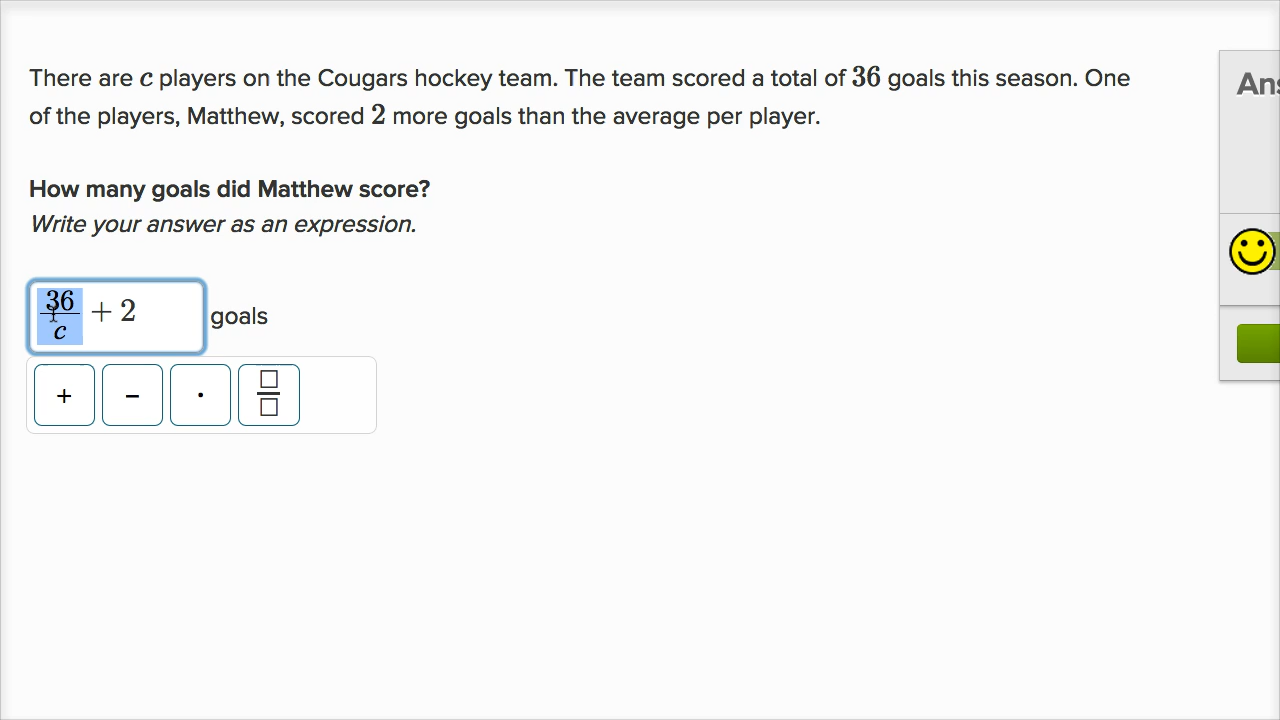 There are c players on the Cougars hockey team. The team scored a total of 36 goals this season. One
of the players, Matthew, scored 2 more goals than the average per player.
How many goals did Matthew score?
Write your answer as an expression.
36/c + 2 goals
+ − ·